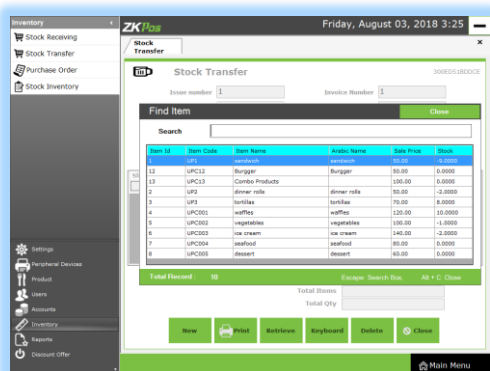 Inventory
Stock Receiving
Stock Transfer
Purchase Order
Stock Inventory
Settings
Peripheral Devices
Product
Users
Accounts
Inventory
Reports
Discount Offer
ZKPos
Friday, August 03, 2018 3:25
Stock
Transfer
Stock Transfer
Issue number 1
Invoice Number 1
Find Item
Close
Search
Item Id Item Code Item Name Arabic Name Sale Price Stock
1 UP1 sandwich sandwich 50.00 -9.0000
12 UPC12 Burgger Burgger 50.00 0.0000
13 UPC13 Combo Products 100.00 0.0000
2 UP2 dinner rolls dinner rolls 50.00 -2.0000
3 UP3 tortillas tortillas 70.00 8.0000
4 UPC001 waffles waffles 120.00 10.0000
5 UPC002 vegetables vegetables 100.00 -1.0000
6 UPC003 ice cream ice cream 140.00 -2.0000
7 UPC004 seafood seafood 80.00 0.0000
8 UPC005 dessert dessert 60.00 0.0000
Total Record 10 Escape: Search Box, Alt + C: Close
Total Items
Total Qty
New Print Retrieve Keyboard Delete Close
Main Menu